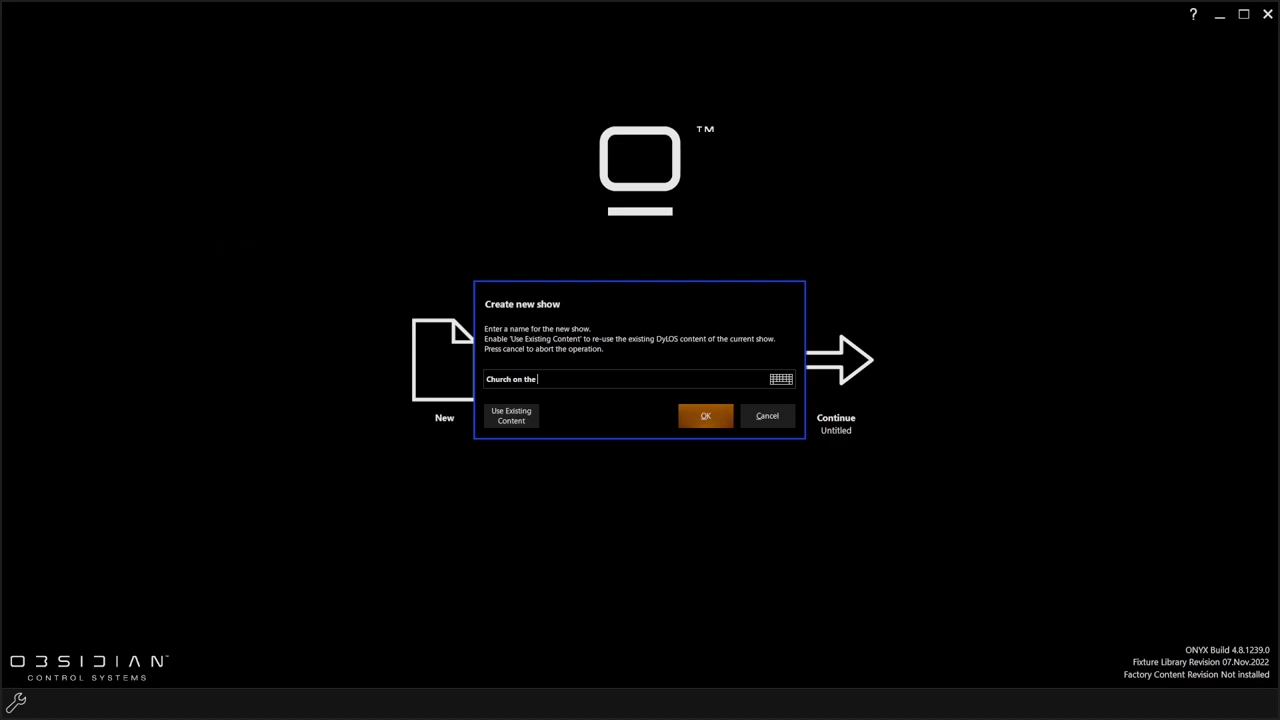 ?
TM
Create new show
Enter a name for the new show.
Enable 'Use Existing Content' to re-use the existing DyLOS content of the current show.
Press cancel to abort the operation.
Church on the
Use Existing
Content
OK
Cancel
New
Continue
Untitled
OBSIDIAN™
CONTROL SYSTEMS
ONYX Build 4.8.1239.0
Fixture Library Revision 07.Nov.2022
Factory Content Revision Not installed